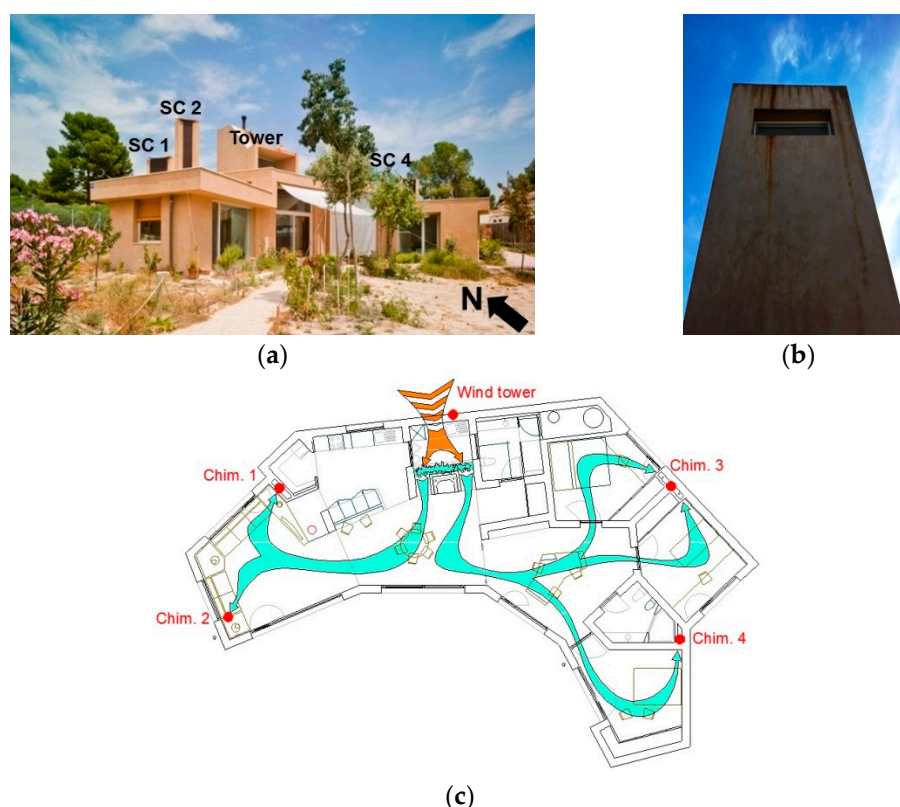 SC 2
SC 1
Tower
SC 4
N
(a)
(b)
Wind tower
Chim. 1
Chim. 3
Chim. 2
Chim. 4
(c)